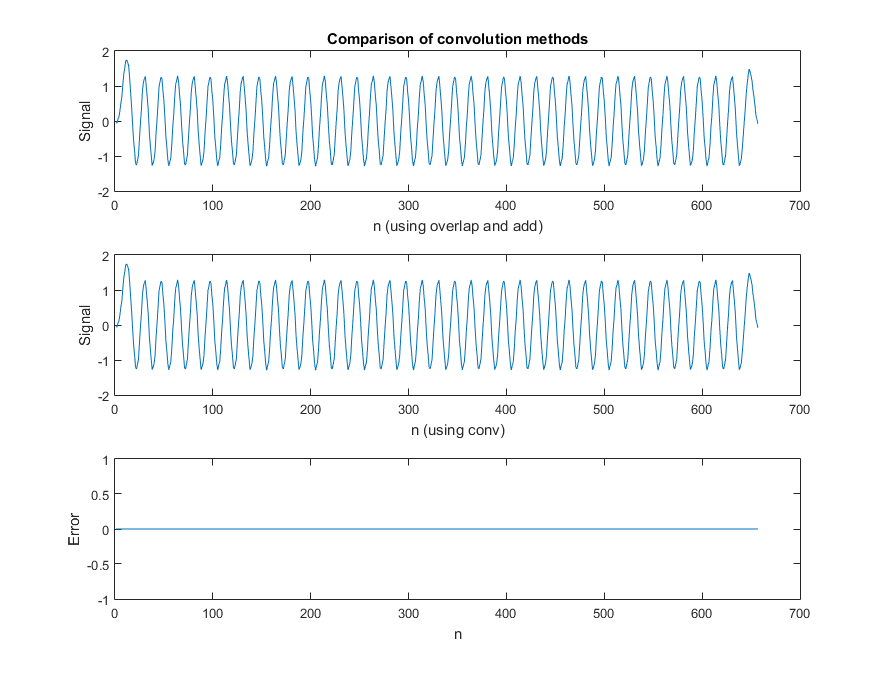 Comparison of convolution methods
2
1
0
-1
-2
Signal
0 100 200 300 400 500 600 700
n (using overlap and add)
2
1
0
-1
-2
Signal
0 100 200 300 400 500 600 700
n (using conv)
1
0.5
0
-0.5
-1
Error
0 100 200 300 400 500 600 700
n